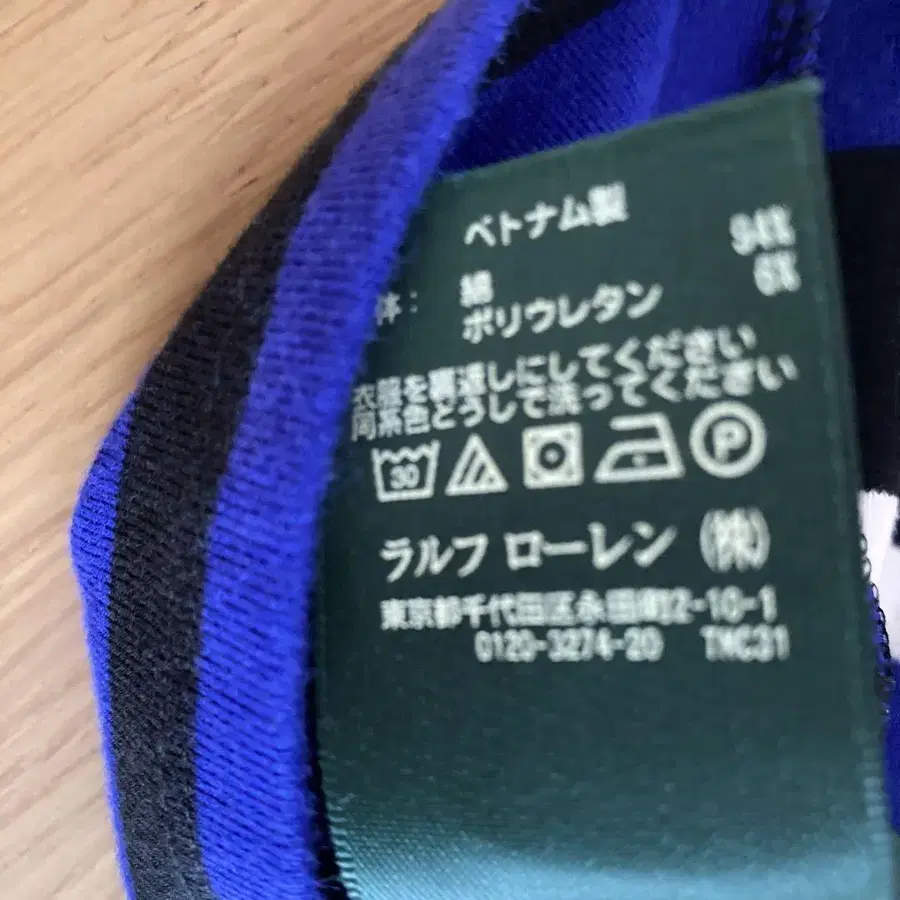 ベトナム製
体: 綿 94%
ポリウレタン 6%
衣服を裏返しにしてください
同系色どうしで洗ってください
30 P
ラルフ ローレン (株)
東京都千代田区永田町2-10-1
0120-3274-20 TMC31